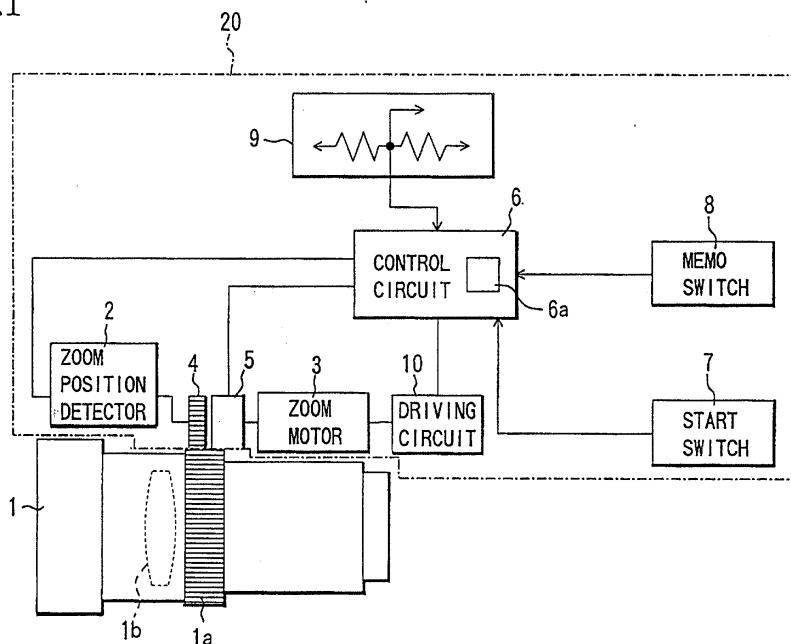 .1
20
9
6
CONTROL
CIRCUIT
6a
8
MEMO
SWITCH
2
ZOOM
POSITION
DETECTOR
4
5
3
ZOOM
MOTOR
10
DRIVING
CIRCUIT
7
START
SWITCH
1
1b
1a